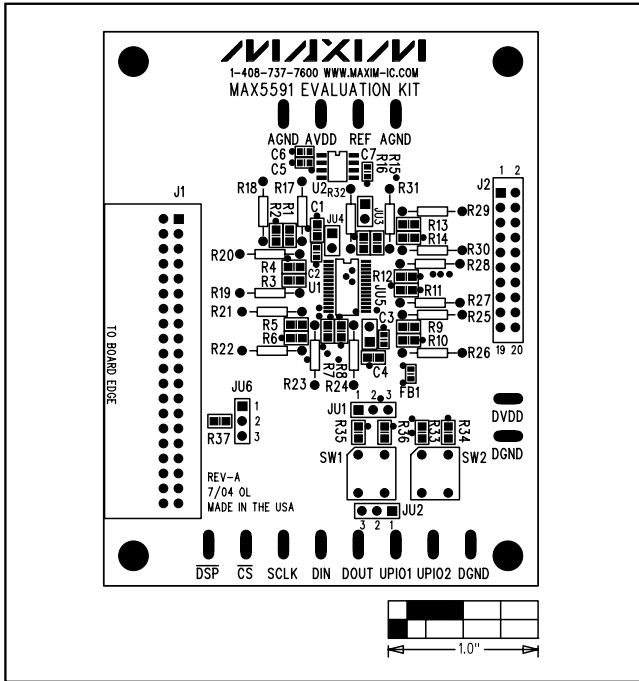 MAXIM
1-408-737-7600 WWW.MAXIM-IC.COM
MAX5591 EVALUATION KIT
AGND AVDD REF AGND
C6
C5
U2
C7
R16
R15
R18
R17
R32
R31
J1
J2
1 2
R2
R1
C1
JU4
JU3
R29
R13
R14
R20
R30
R4
R3
C2
U1
R28
R12
R11
R19
JU5
R27
R21
C3
R25
R5
R6
R9
R10
R22
R7
R8
C4
R26
19 20
R23
R24
FB1
TO BOARD EDGE
JU6
1
2
3
R37
JU1
1 2 3
R35
R36
R33
R34
DVDD
DGND
SW1
SW2
REV-A
7/04 OL
MADE IN THE USA
3 2 1
JU2
DSP CS SCLK DIN DOUT UPIO1 UPIO2 DGND
1.0"